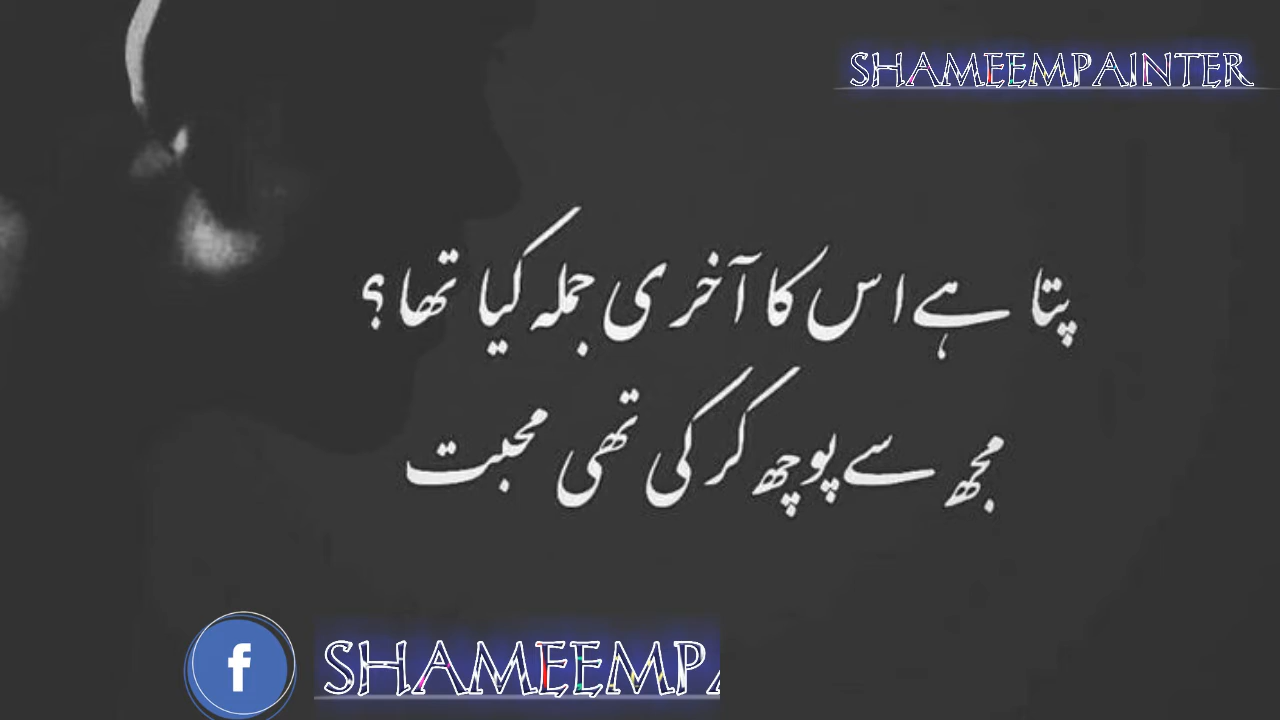 SHAMEEMPAINTER
پتا ہے اس کا آخری جملہ کیا تھا؟
مجھ سے پوچھ کر کی تھی محبت
f SHAMEEMPA